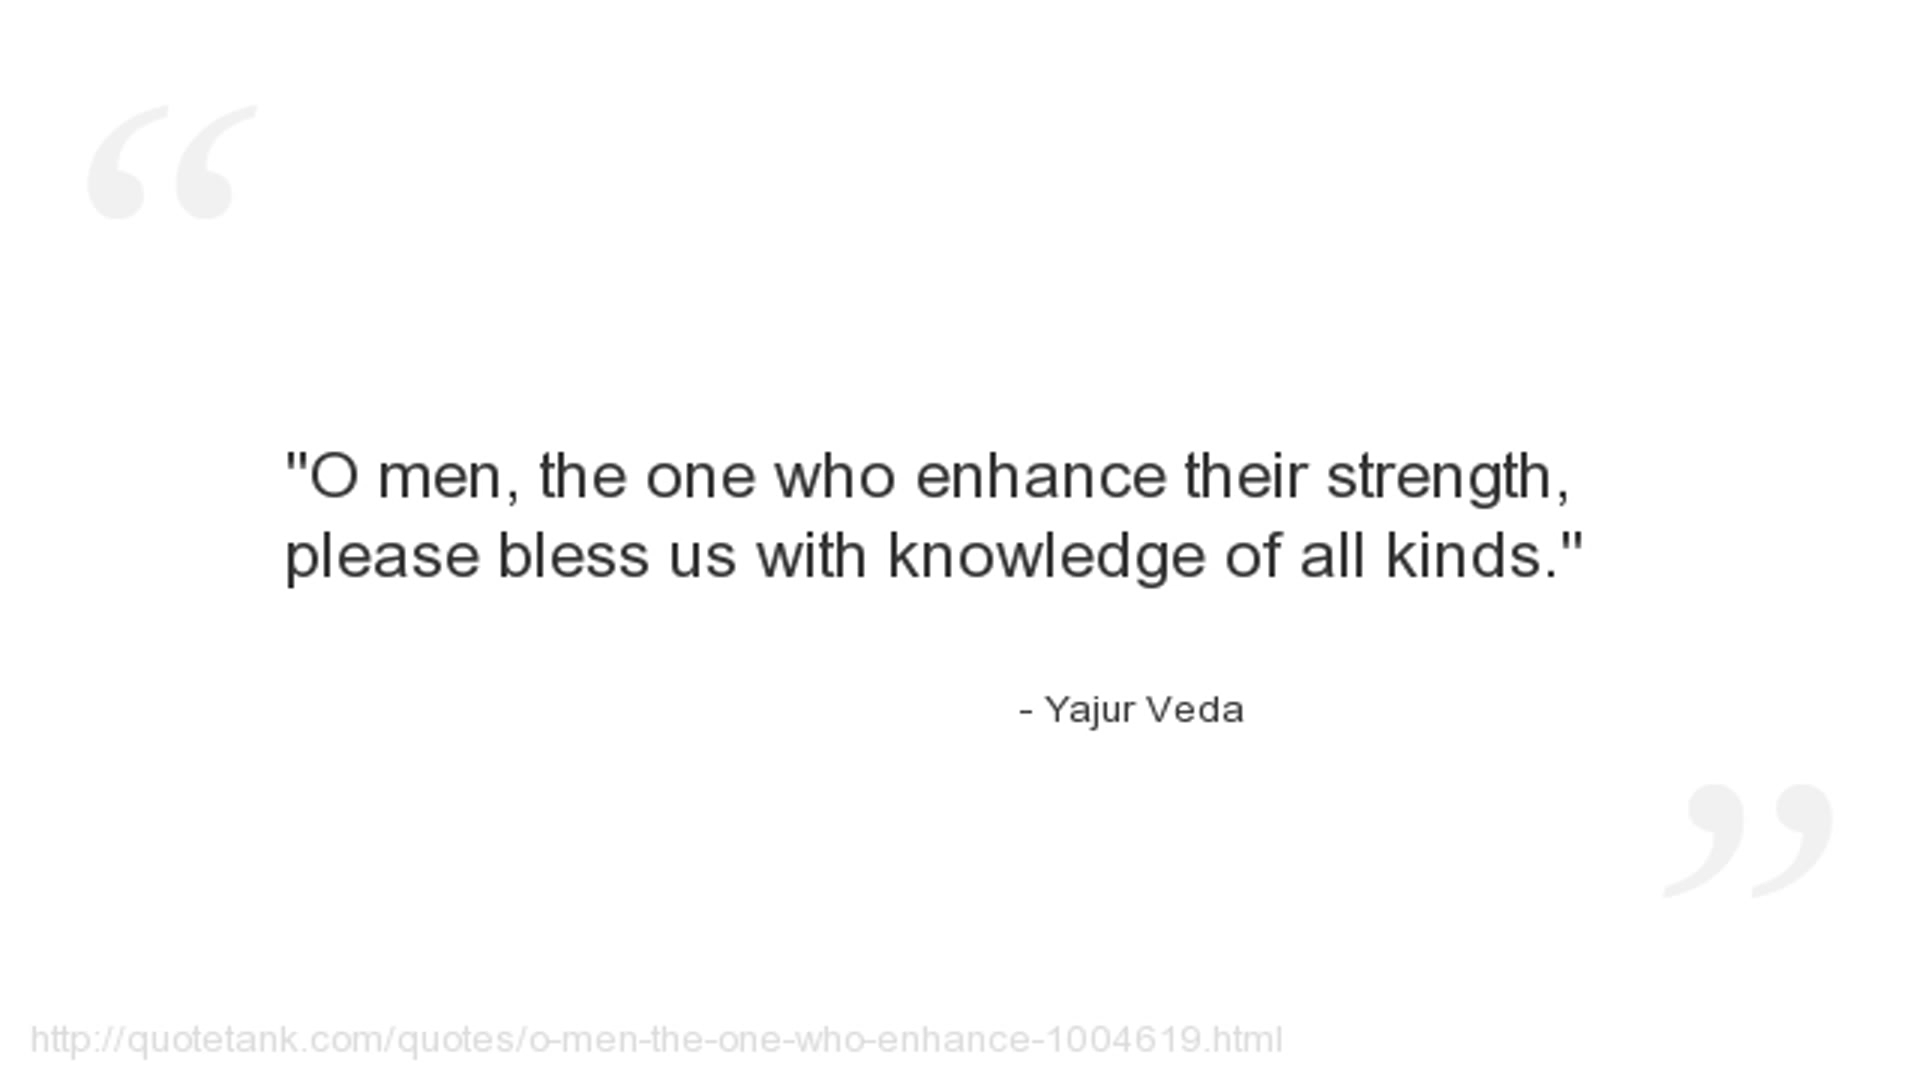 "O men, the one who enhance their strength,
please bless us with knowledge of all kinds."
- Yajur Veda
http://quotetank.com/quotes/o-men-the-one-who-enhance-1004619.html